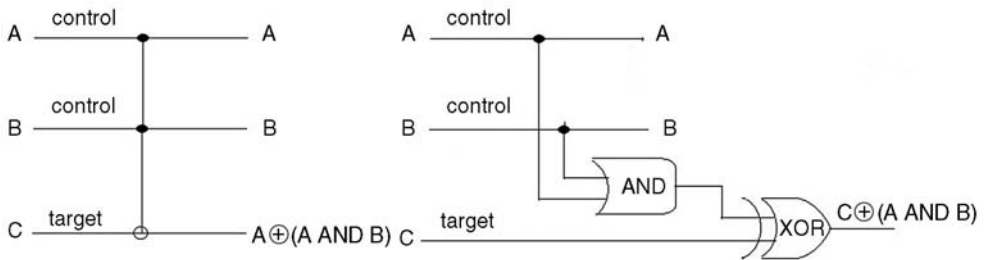 control
A A
control
B B
target
C A⊕(A AND B)
control
A A
control
B B
AND
target
C
XOR
C⊕(A AND B)